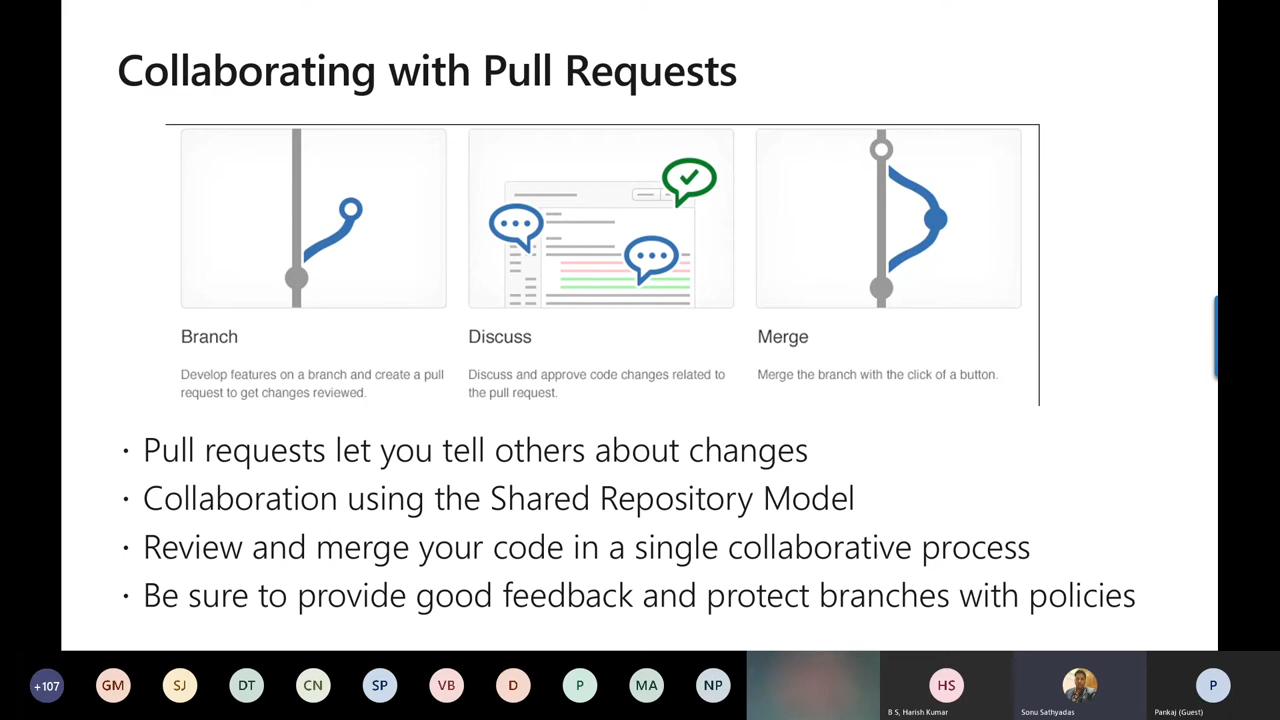 Collaborating with Pull Requests
Branch
Develop features on a branch and create a pull
request to get changes reviewed.
Discuss
Discuss and approve code changes related to
the pull request.
Merge
Merge the branch with the click of a button.
· Pull requests let you tell others about changes
· Collaboration using the Shared Repository Model
· Review and merge your code in a single collaborative process
· Be sure to provide good feedback and protect branches with policies
+107 GM SJ DT CN SP VB D P MA NP HS P
B S, Harish Kumar Sonu Sathyadas Pankaj (Guest)